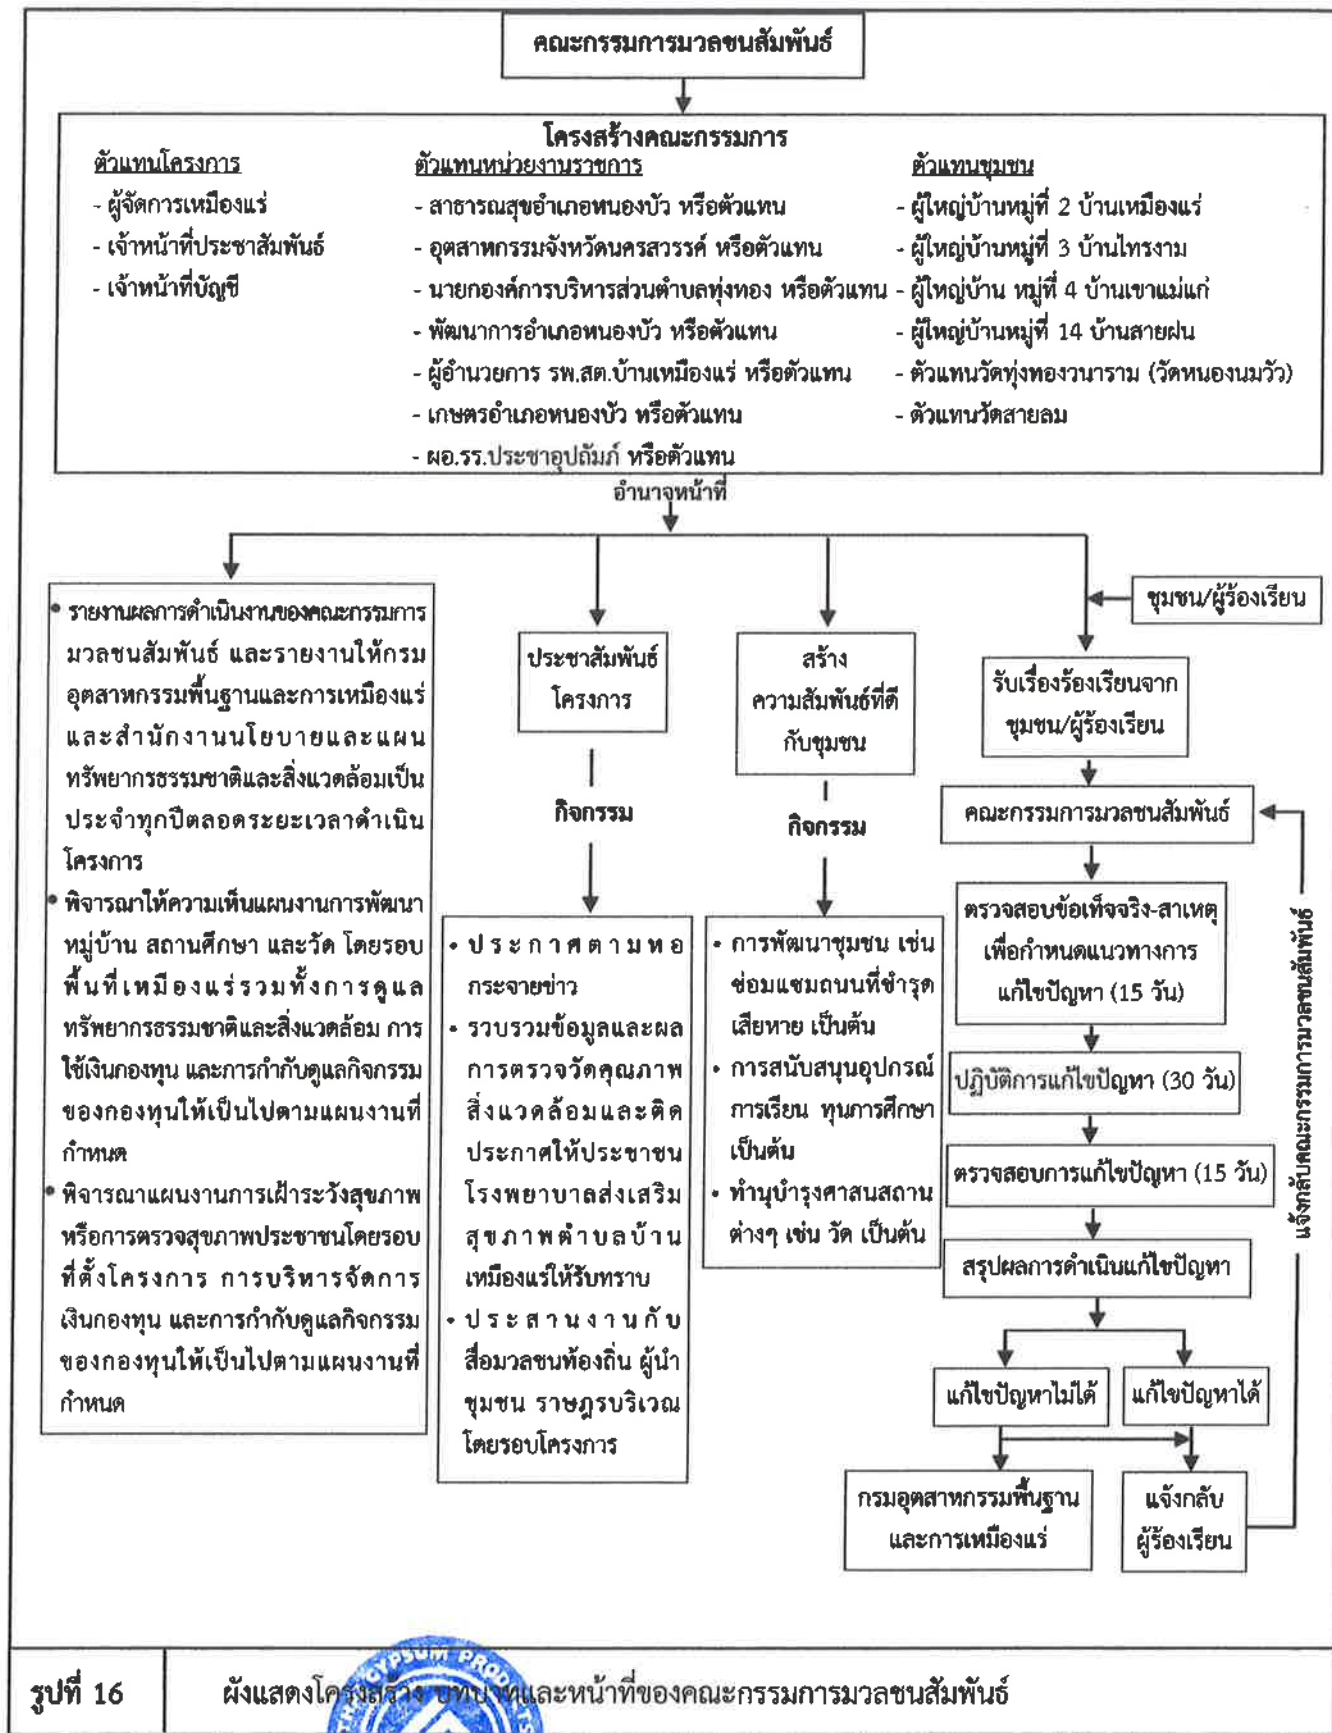 คณะกรรมการมวลชนสัมพันธ์
โครงสร้างคณะกรรมการ
ตัวแทนโครงการ
- ผู้จัดการเหมืองแร่
- เจ้าหน้าที่ประชาสัมพันธ์
- เจ้าหน้าที่บัญชี
ตัวแทนหน่วยงานราชการ
- สาธารณสุขอำเภอหนองบัว หรือตัวแทน
- อุตสาหกรรมจังหวัดนครสวรรค์ หรือตัวแทน
- นายกองค์การบริหารส่วนตำบลทุ่งทอง หรือตัวแทน
- พัฒนาการอำเภอหนองบัว หรือตัวแทน
- ผู้อำนวยการ รพ.สต.บ้านเหมืองแร่ หรือตัวแทน
- เกษตรอำเภอหนองบัว หรือตัวแทน
- ผอ.รร.ประชาอุปถัมภ์ หรือตัวแทน
ตัวแทนชุมชน
- ผู้ใหญ่บ้านหมู่ที่ 2 บ้านเหมืองแร่
- ผู้ใหญ่บ้านหมู่ที่ 3 บ้านไทรงาม
- ผู้ใหญ่บ้าน หมู่ที่ 4 บ้านเขาแม่แก่
- ผู้ใหญ่บ้านหมู่ที่ 14 บ้านสายฝน
- ตัวแทนวัดทุ่งทองวนาราม (วัดหนองนมวัว)
- ตัวแทนวัดสายลม
อำนาจหน้าที่
• รายงานผลการดำเนินงานของคณะกรรมการ
มวลชนสัมพันธ์ และรายงานให้กรม
อุตสาหกรรมพื้นฐานและการเหมืองแร่
และสำนักงานนโยบายและแผน
ทรัพยากรธรรมชาติและสิ่งแวดล้อมเป็น
ประจำทุกปีตลอดระยะเวลาดำเนิน
โครงการ
• พิจารณาให้ความเห็นแผนงานการพัฒนา
หมู่บ้าน สถานศึกษา และวัด โดยรอบ
พื้นที่เหมืองแร่รวมทั้งการดูแล
ทรัพยากรธรรมชาติและสิ่งแวดล้อม การ
ใช้เงินกองทุน และการกำกับดูแลกิจกรรม
ของกองทุนให้เป็นไปตามแผนงานที่
กำหนด
• พิจารณาแผนงานการเฝ้าระวังสุขภาพ
หรือการตรวจสุขภาพประชาชนโดยรอบ
ที่ตั้งโครงการ การบริหารจัดการ
เงินกองทุน และการกำกับดูแลกิจกรรม
ของกองทุนให้เป็นไปตามแผนงานที่
กำหนด
ประชาสัมพันธ์
โครงการ
กิจกรรม
• ประกาศตามหอ
กระจายข่าว
• รวบรวมข้อมูลและผล
การตรวจวัดคุณภาพ
สิ่งแวดล้อมและติด
ประกาศให้ประชาชน
โรงพยาบาลส่งเสริม
สุขภาพตำบลบ้าน
เหมืองแร่ให้รับทราบ
• ประสานงานกับ
สื่อมวลชนท้องถิ่น ผู้นำ
ชุมชน ราษฎรบริเวณ
โดยรอบโครงการ
สร้าง
ความสัมพันธ์ที่ดี
กับชุมชน
กิจกรรม
• การพัฒนาชุมชน เช่น
ซ่อมแซมถนนที่ชำรุด
เสียหาย เป็นต้น
• การสนับสนุนอุปกรณ์
การเรียน ทุนการศึกษา
เป็นต้น
• ทำนุบำรุงศาสนสถาน
ต่างๆ เช่น วัด เป็นต้น
ชุมชน/ผู้ร้องเรียน
รับเรื่องร้องเรียนจาก
ชุมชน/ผู้ร้องเรียน
คณะกรรมการมวลชนสัมพันธ์
ตรวจสอบข้อเท็จจริง-สาเหตุ
เพื่อกำหนดแนวทางการ
แก้ไขปัญหา (15 วัน)
ปฏิบัติการแก้ไขปัญหา (30 วัน)
ตรวจสอบการแก้ไขปัญหา (15 วัน)
สรุปผลการดำเนินแก้ไขปัญหา
แก้ไขปัญหาไม่ได้
แก้ไขปัญหาได้
กรมอุตสาหกรรมพื้นฐาน
และการเหมืองแร่
แจ้งกลับ
ผู้ร้องเรียน
แจ้งกลับคณะกรรมการมวลชนสัมพันธ์
รูปที่ 16
ผังแสดงโครงสร้าง บทบาทและหน้าที่ของคณะกรรมการมวลชนสัมพันธ์
GYPSUM PRODUCTS